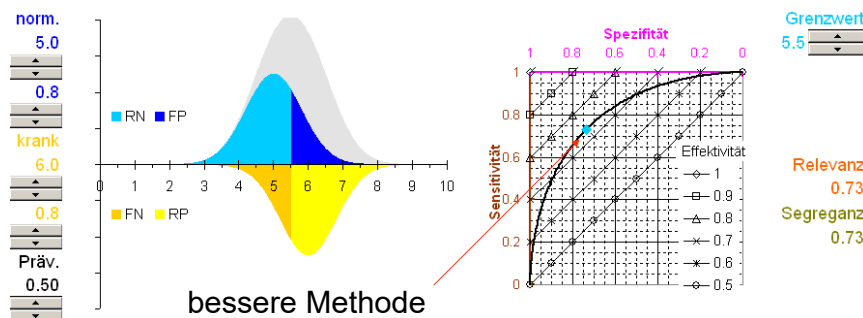 norm.
5.0
0.8
krank
6.0
0.8
Präv.
0.50
RN FP
FN RP
0 1 2 3 4 5 6 7 8 9 10
bessere Methode
Spezifität
1 0.8 0.6 0.4 0.2 0
Sensitivität
1
0.8
0.6
0.4
0.2
0
Effektivität
1
0.9
0.8
0.7
0.6
0.5
Grenzwert
5.5
Relevanz
0.73
Segreganz
0.73